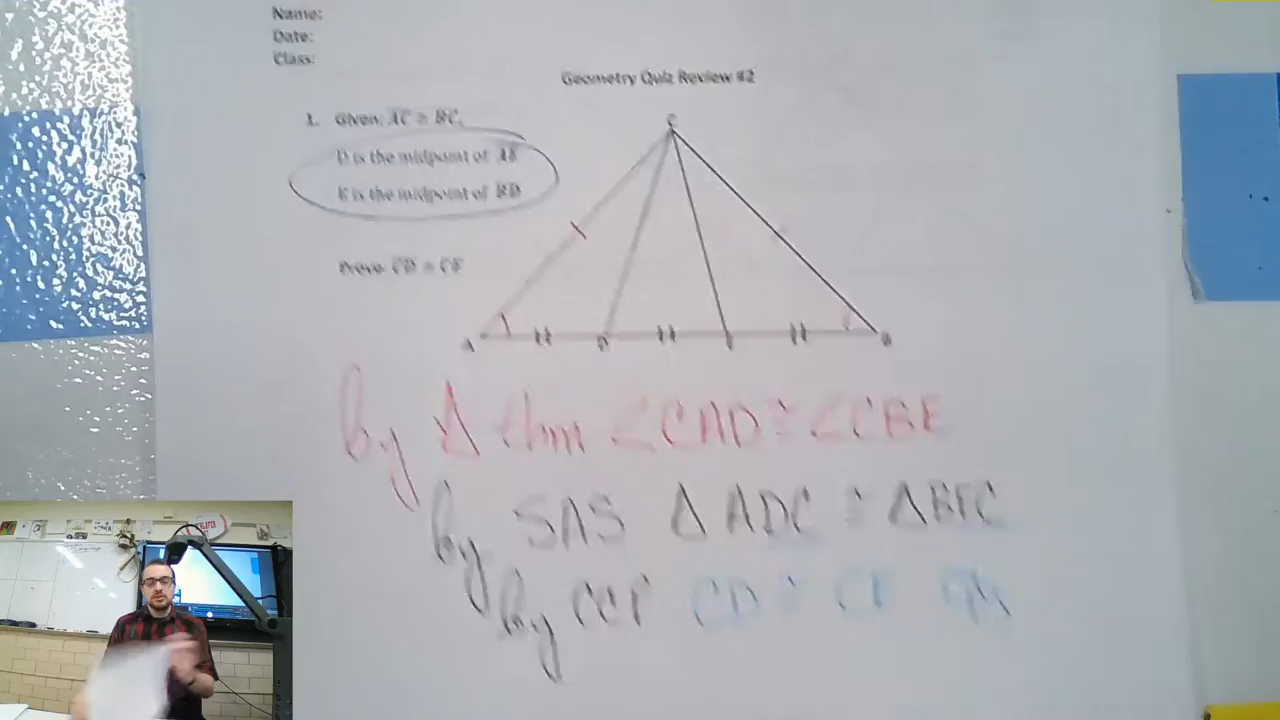 Name:
Date:
Class:
Geometry Quiz Review #2
1. Given: AC ≅ BC,
D is the midpoint of AE
E is the midpoint of BD
Prove: CD ≅ CE
C
A
D
E
B
by Δ thm ∠CAD ≅ ∠CBE
by SAS Δ ADC ≅ Δ BEC
by CD ≅ CE